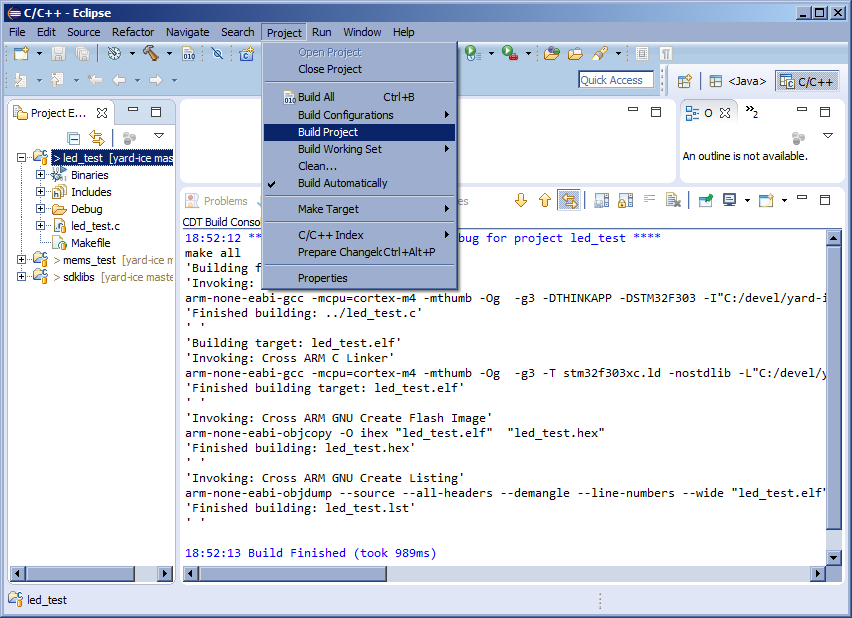 C/C++ - Eclipse
File Edit Source Refactor Navigate Search Project Run Window Help
Open Project
Close Project
Build All Ctrl+B
Build Configurations
Build Project
Build Working Set
Clean...
Build Automatically
Make Target
C/C++ Index
Prepare Changelo Ctrl+Alt+P
Properties
010
Quick Access
<Java>
C/C++
Project E...
> led_test [yard-ice mas
Binaries
Includes
Debug
led_test.c
Makefile
> mems_test [yard-ice m
> sdklibs [yard-ice maste
O
»2
An outline is not available.
Problems
es
CDT Build Consol
18:52:12 ** bug for project led_test ****
make all
'Building f
'Invoking:
arm-none-eabi-gcc -mcpu=cortex-m4 -mthumb -Og -g3 -DTHINKAPP -DSTM32F303 -I"C:/devel/yard-i
'Finished building: ../led_test.c'
' '
'Building target: led_test.elf'
'Invoking: Cross ARM C Linker'
arm-none-eabi-gcc -mcpu=cortex-m4 -mthumb -Og -g3 -T stm32f303xc.ld -nostdlib -L"C:/devel/y
'Finished building target: led_test.elf'
' '
'Invoking: Cross ARM GNU Create Flash Image'
arm-none-eabi-objcopy -O ihex "led_test.elf" "led_test.hex"
'Finished building: led_test.hex'
' '
'Invoking: Cross ARM GNU Create Listing'
arm-none-eabi-objdump --source --all-headers --demangle --line-numbers --wide "led_test.elf"
'Finished building: led_test.lst'
' '
18:52:13 Build Finished (took 989ms)
led_test